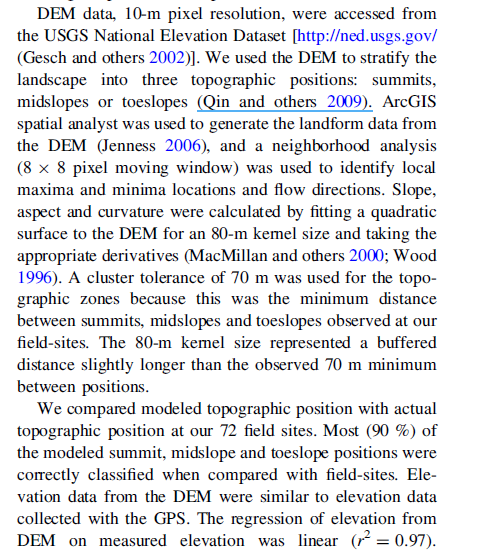 DEM data, 10-m pixel resolution, were accessed from
the USGS National Elevation Dataset [http://ned.usgs.gov/
(Gesch and others 2002)]. We used the DEM to stratify the
landscape into three topographic positions: summits,
midslopes or toeslopes (Qin and others 2009). ArcGIS
spatial analyst was used to generate the landform data from
the DEM (Jenness 2006), and a neighborhood analysis
(8 × 8 pixel moving window) was used to identify local
maxima and minima locations and flow directions. Slope,
aspect and curvature were calculated by fitting a quadratic
surface to the DEM for an 80-m kernel size and taking the
appropriate derivatives (MacMillan and others 2000; Wood
1996). A cluster tolerance of 70 m was used for the topo-
graphic zones because this was the minimum distance
between summits, midslopes and toeslopes observed at our
field-sites. The 80-m kernel size represented a buffered
distance slightly longer than the observed 70 m minimum
between positions.
We compared modeled topographic position with actual
topographic position at our 72 field sites. Most (90 %) of
the modeled summit, midslope and toeslope positions were
correctly classified when compared with field-sites. Ele-
vation data from the DEM were similar to elevation data
collected with the GPS. The regression of elevation from
DEM on measured elevation was linear (r² = 0.97).